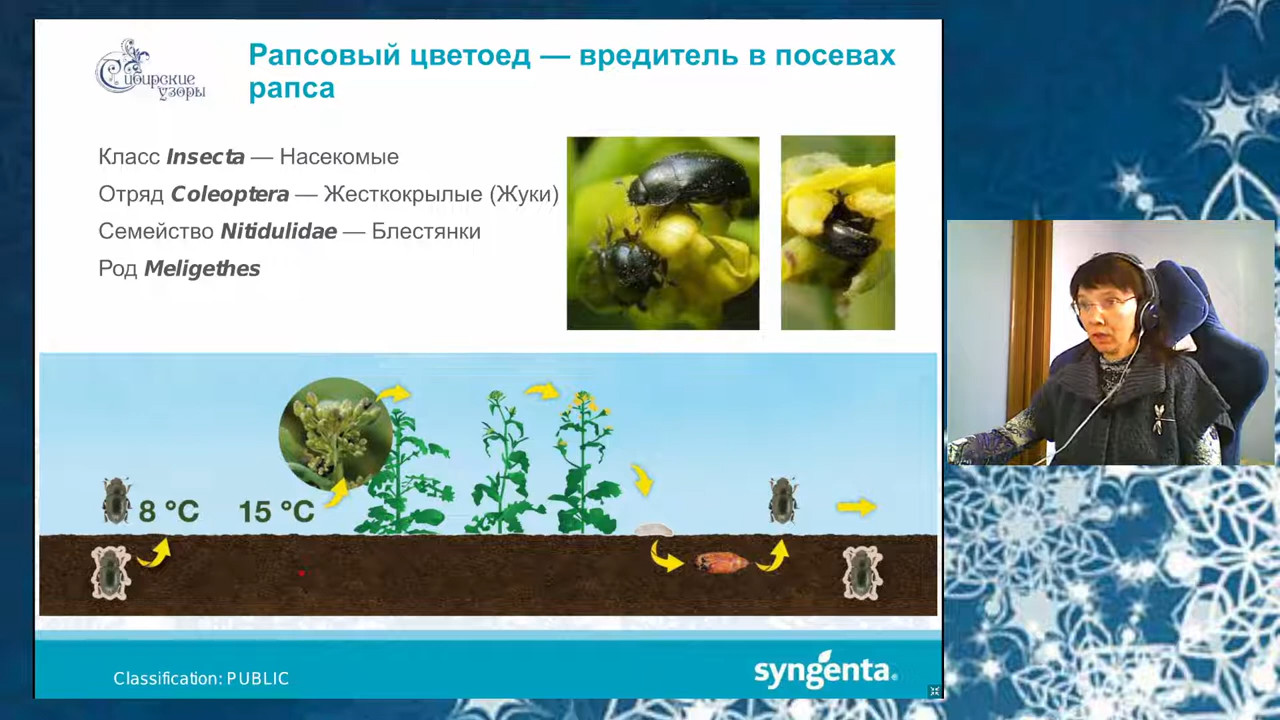 Сибирские
узоры
Рапсовый цветоед — вредитель в посевах
рапса
Класс Insecta — Насекомые
Отряд Coleoptera — Жесткокрылые (Жуки)
Семейство Nitidulidae — Блестянки
Род Meligethes
8 °C 15 °C
Classification: PUBLIC
syngenta